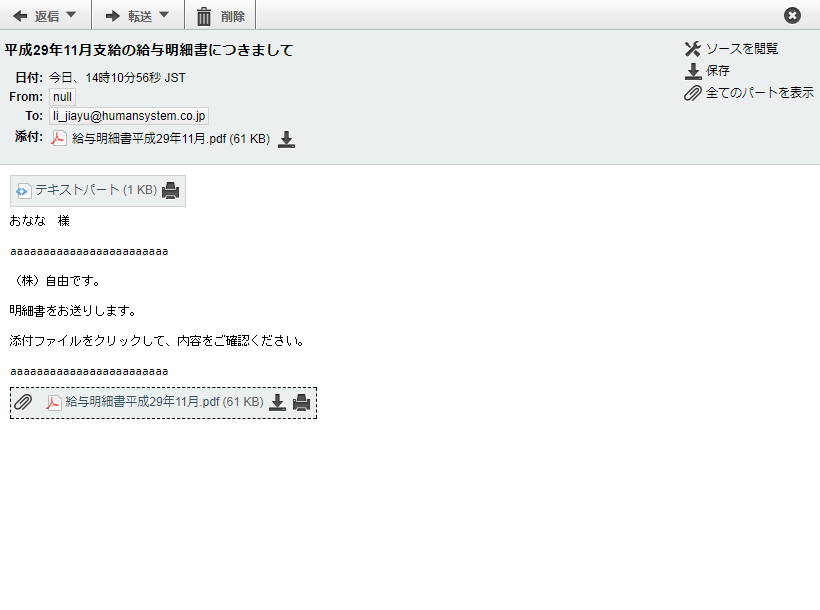 返信 転送 削除
平成29年11月支給の給与明細書につきまして
ソースを閲覧
日付: 今日、14時10分56秒 JST
保存
From: null
全てのパートを表示
To: li_jiayu@humansystem.co.jp
添付: 給与明細書平成29年11月.pdf (61 KB)
テキストパート (1 KB)
おなな　様
aaaaaaaaaaaaaaaaaaaaaaaa
（株）自由です。
明細書をお送りします。
添付ファイルをクリックして、内容をご確認ください。
aaaaaaaaaaaaaaaaaaaaaaaa
給与明細書平成29年11月.pdf (61 KB)